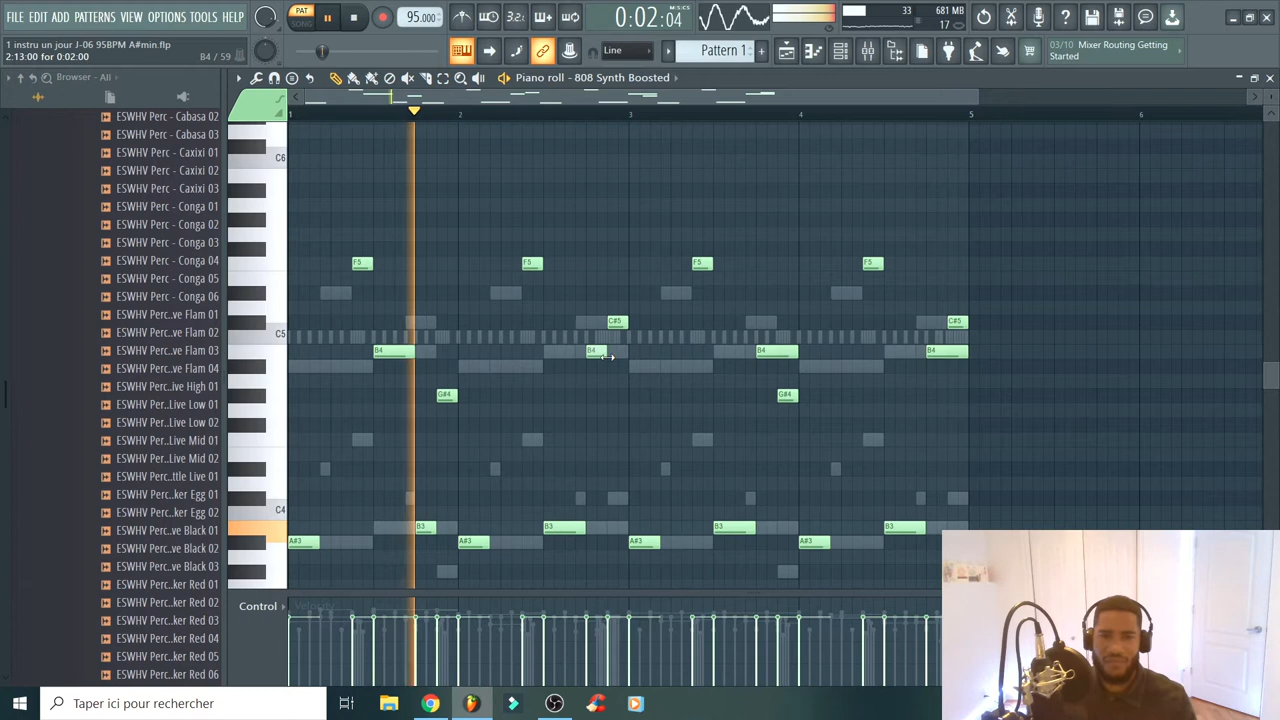 FILE EDIT ADD PATTERNS VIEW OPTIONS TOOLS HELP
PAT
SONG
95.000
3.2..
0:02:04
M:S:CS
33
681 MB
17
1 instru un jour J-06 95BPM A#min.flp
2:13:00
B3 / 59
Line
Pattern 1
03/10 Mixer Routing Getting
Started
Browser - All
Piano roll - 808 Synth Boosted
1
2
3
4
5
6
ESWHV Perc - Cabasa 02
ESWHV Perc - Cabasa 03
ESWHV Perc - Caxixi 01
ESWHV Perc - Caxixi 02
ESWHV Perc - Caxixi 03
ESWHV Perc - Conga 01
ESWHV Perc - Conga 02
ESWHV Perc - Conga 03
ESWHV Perc - Conga 04
ESWHV Perc - Conga 05
ESWHV Perc - Conga 06
ESWHV Per...ve Flam 01
ESWHV Per...ve Flam 02
ESWHV Per...ve Flam 03
ESWHV Per...ve Flam 04
ESWHV Perc...ive High 01
ESWHV Per..Live Low 01
ESWHV Per..Live Low 02
ESWHV Per..Live Mid 01
ESWHV Per..Live Mid 02
ESWHV Per...ttle Live 01
ESWHV Perc..ker Egg 01
ESWHV Perc..ker Egg 02
ESWHV Perc...ve Black 01
ESWHV Perc...ve Black 02
ESWHV Perc...ve Black 03
ESWHV Perc..ker Red 01
ESWHV Perc..ker Red 02
ESWHV Perc..ker Red 03
ESWHV Perc..ker Red 04
ESWHV Perc..ker Red 05
ESWHV Perc..ker Red 06
C6
F5
F5
F5
F5
C#5
C#5
C5
B4
B4
B4
B4
G#4
G#4
C4
B3
B3
B3
B3
A#3
A#3
A#3
A#3
Control
Velocity
Taper ici pour rechercher